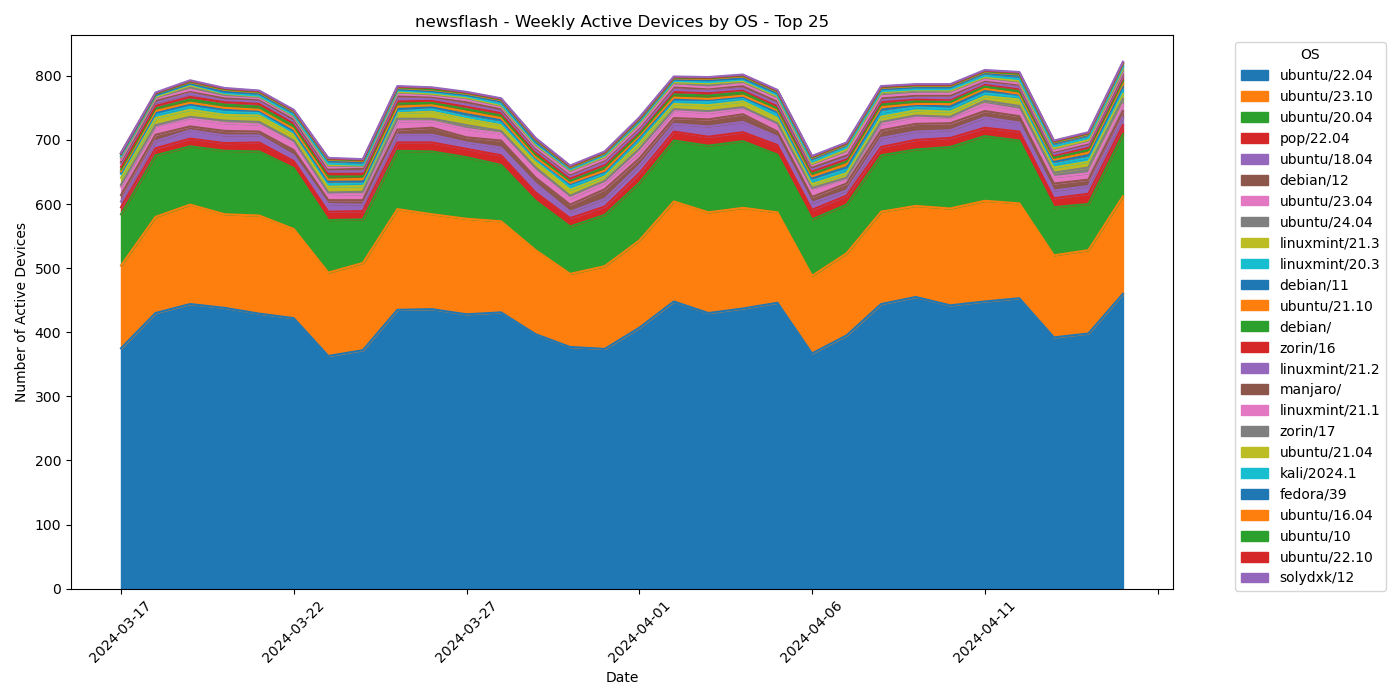 newsflash - Weekly Active Devices by OS - Top 25
Number of Active Devices
800
700
600
500
400
300
200
100
0
2024-03-17
2024-03-22
2024-03-27
2024-04-01
2024-04-06
2024-04-11
Date
OS
ubuntu/22.04
ubuntu/23.10
ubuntu/20.04
pop/22.04
ubuntu/18.04
debian/12
ubuntu/23.04
ubuntu/24.04
linuxmint/21.3
linuxmint/20.3
debian/11
ubuntu/21.10
debian/
zorin/16
linuxmint/21.2
manjaro/
linuxmint/21.1
zorin/17
ubuntu/21.04
kali/2024.1
fedora/39
ubuntu/16.04
ubuntu/10
ubuntu/22.10
solydxk/12